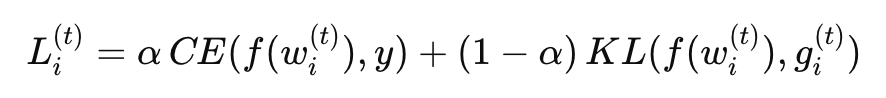 L_i^{(t)} = α CE(f(w_i^{(t)}), y) + (1 − α) KL(f(w_i^{(t)}), g_i^{(t)})